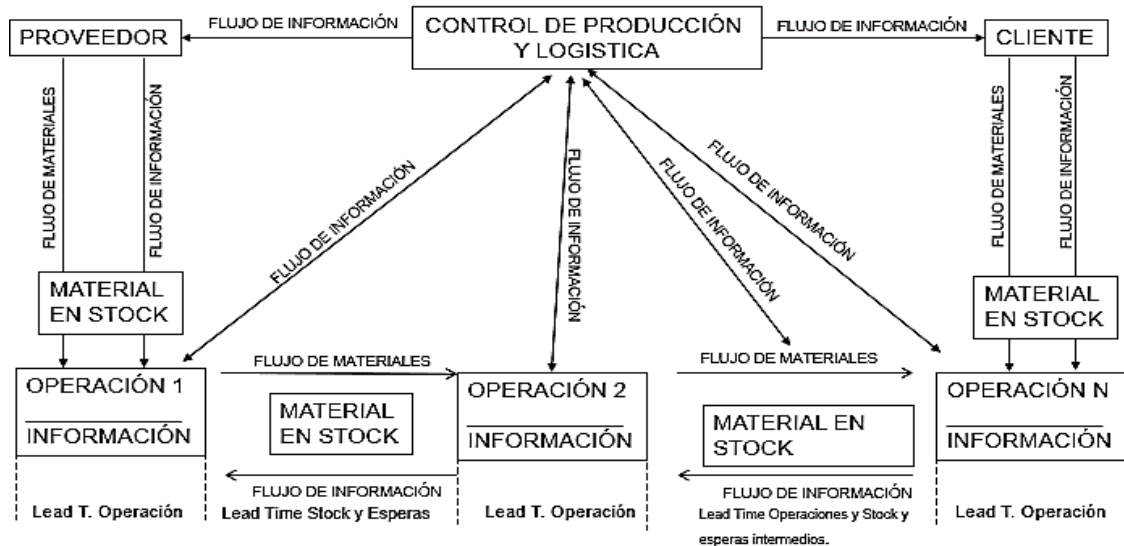 FLUJO DE INFORMACIÓN
CONTROL DE PRODUCCIÓN
Y LOGISTICA
FLUJO DE INFORMACIÓN
PROVEEDOR
CLIENTE
FLUJO DE MATERIALES
FLUJO DE INFORMACIÓN
FLUJO DE INFORMACIÓN
FLUJO DE INFORMACIÓN
FLUJO DE INFORMACIÓN
FLUJO DE INFORMACIÓN
FLUJO DE MATERIALES
FLUJO DE INFORMACIÓN
MATERIAL
EN STOCK
MATERIAL
EN STOCK
FLUJO DE MATERIALES
FLUJO DE MATERIALES
OPERACIÓN 1
INFORMACIÓN
MATERIAL
EN STOCK
OPERACIÓN 2
INFORMACIÓN
MATERIAL EN
STOCK
OPERACIÓN N
INFORMACIÓN
FLUJO DE INFORMACIÓN
FLUJO DE INFORMACIÓN
Lead T. Operación
Lead Time Stock y Esperas
Lead T. Operación
Lead Time Operaciones y Stock y
esperas intermedios.
Lead T. Operación